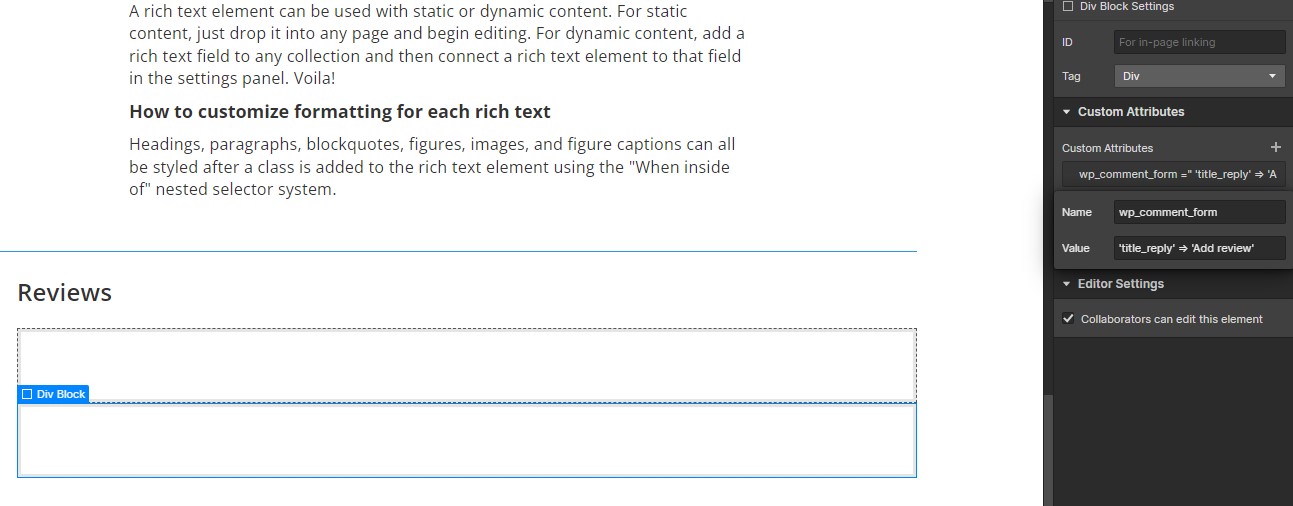 A rich text element can be used with static or dynamic content. For static
content, just drop it into any page and begin editing. For dynamic content, add a
rich text field to any collection and then connect a rich text element to that field
in the settings panel. Voila!
How to customize formatting for each rich text
Headings, paragraphs, blockquotes, figures, images, and figure captions can all
be styled after a class is added to the rich text element using the "When inside
of" nested selector system.
Reviews
Div Block
Div Block Settings
ID For in-page linking
Tag Div
Custom Attributes
Custom Attributes +
wp_comment_form =" 'title_reply' => 'A
Name wp_comment_form
Value 'title_reply' => 'Add review'
Editor Settings
Collaborators can edit this element